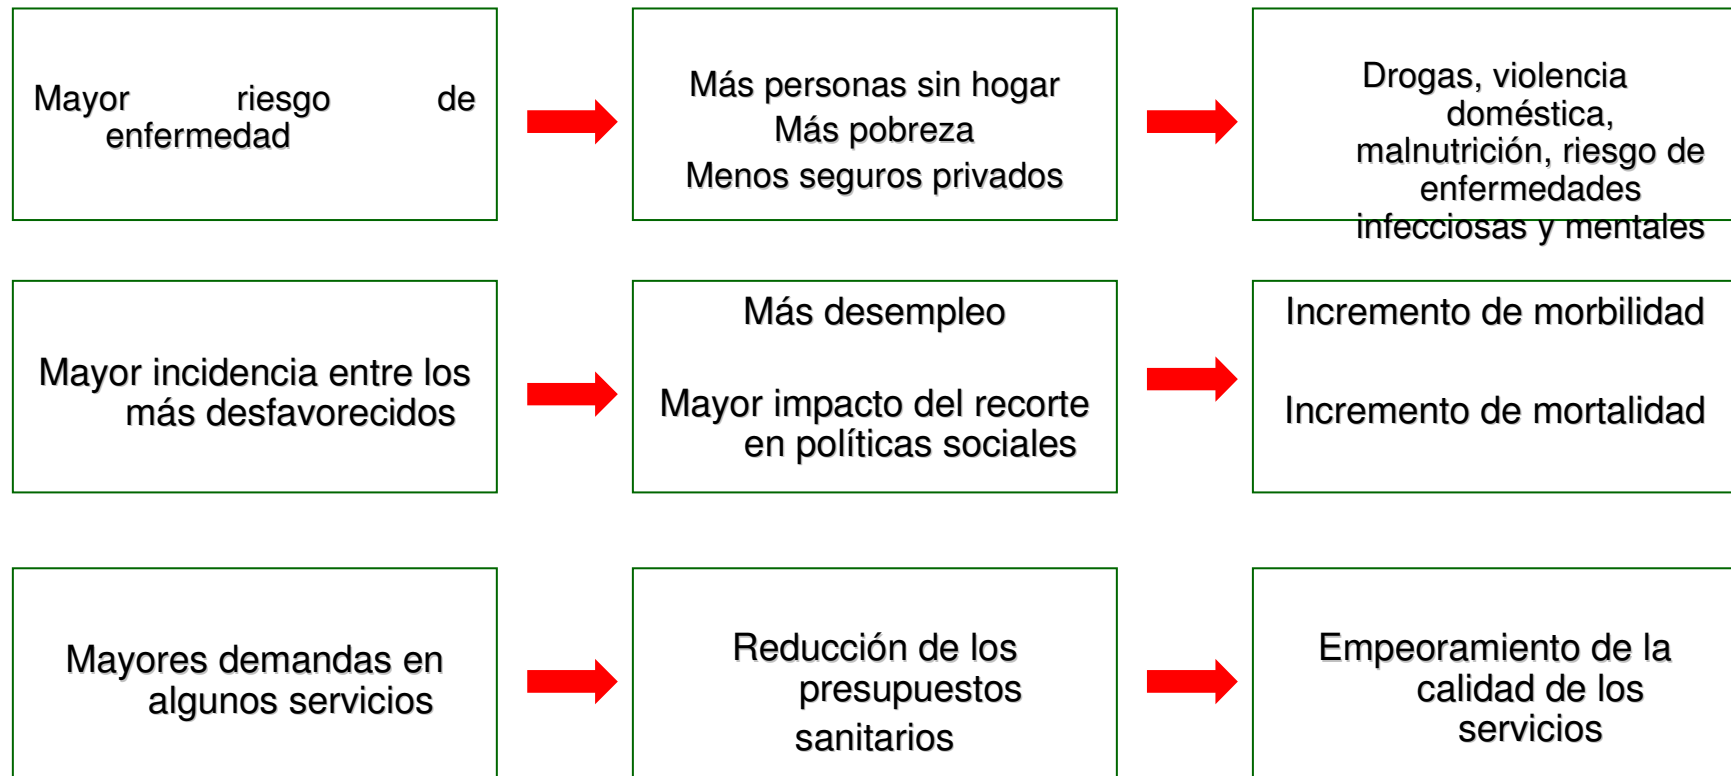 Mayor riesgo de
enfermedad
Más personas sin hogar
Más pobreza
Menos seguros privados
Drogas, violencia
doméstica,
malnutrición, riesgo de
enfermedades
infecciosas y mentales
Mayor incidencia entre los
más desfavorecidos
Más desempleo
Mayor impacto del recorte
en políticas sociales
Incremento de morbilidad
Incremento de mortalidad
Mayores demandas en
algunos servicios
Reducción de los
presupuestos
sanitarios
Empeoramiento de la
calidad de los
servicios